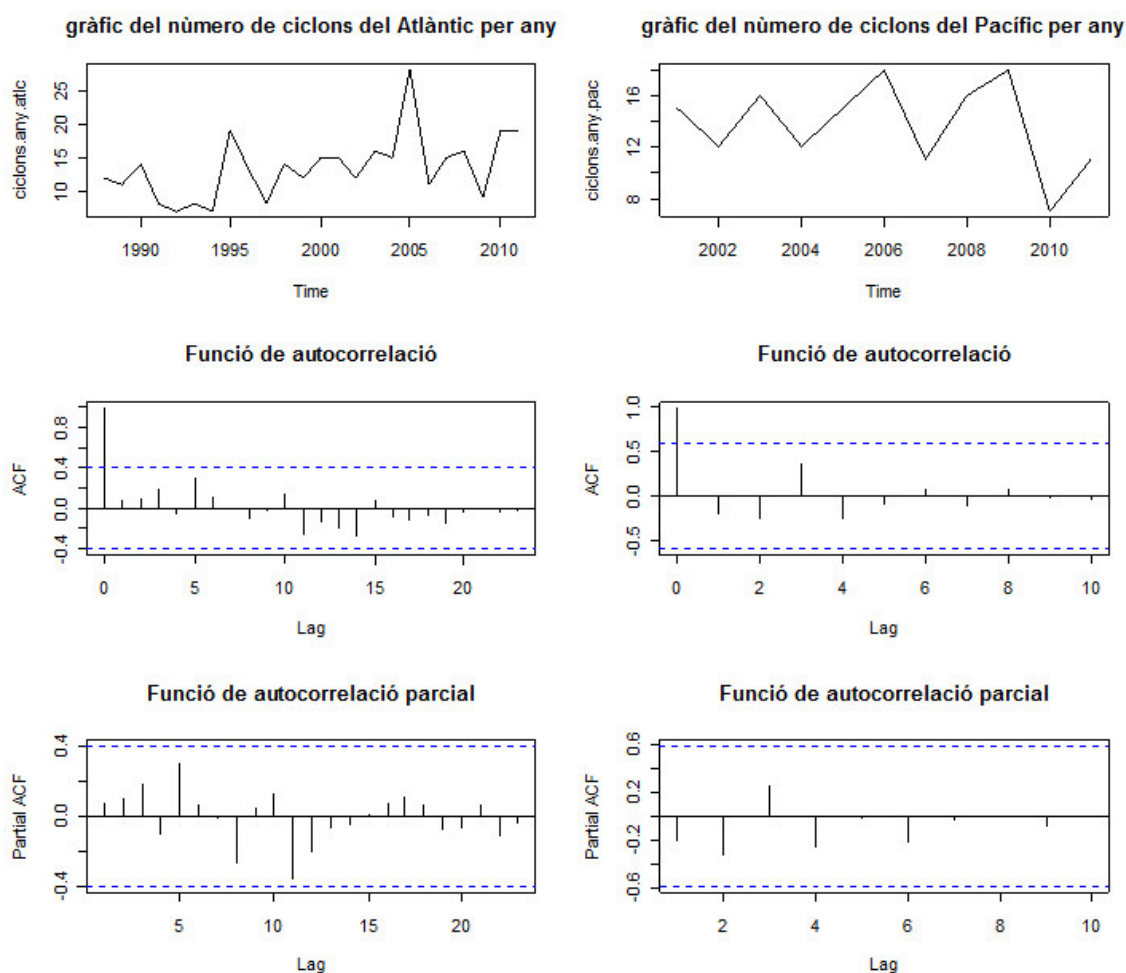 gràfic del nùmero de ciclons del Atlàntic per any
ciclons.any.atlc
10 15 20 25
1990 1995 2000 2005 2010
Time
gràfic del nùmero de ciclons del Pacífic per any
ciclons.any.pac
8 12 16
2002 2004 2006 2008 2010
Time
Funció de autocorrelació
ACF
-0.4 0.0 0.4 0.8
0 5 10 15 20
Lag
Funció de autocorrelació
ACF
-0.5 0.0 0.5 1.0
0 2 4 6 8 10
Lag
Funció de autocorrelació parcial
Partial ACF
-0.4 0.0 0.4
5 10 15 20
Lag
Funció de autocorrelació parcial
Partial ACF
-0.6 -0.2 0.2 0.6
2 4 6 8 10
Lag